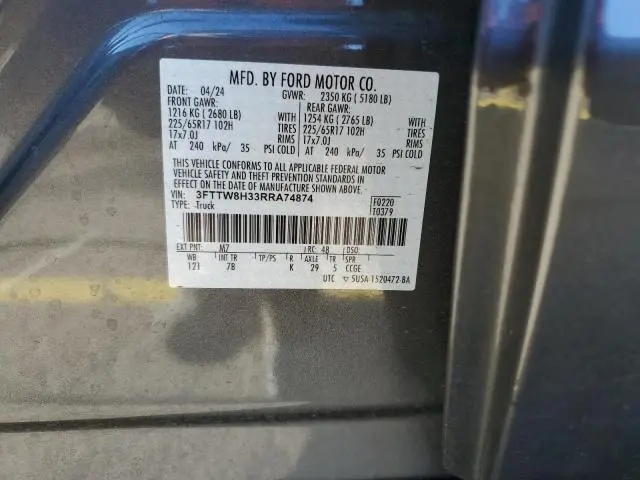 MFD. BY FORD MOTOR CO.
DATE: 04/24 GVWR: 2350 KG ( 5180 LB)
FRONT GAWR: REAR GAWR:
1216 KG ( 2680 LB) WITH 1254 KG ( 2765 LB) WITH
225/65R17 102H TIRES 225/65R17 102H TIRES
17x7.0J RIMS 17x7.0J RIMS
AT 240 kPa/ 35 PSI COLD AT 240 kPa/ 35 PSI COLD
THIS VEHICLE CONFORMS TO ALL APPLICABLE FEDERAL MOTOR
VEHICLE SAFETY AND THEFT PREVENTION STANDARDS IN
EFFECT ON THE DATE OF MANUFACTURE SHOWN ABOVE.
VIN: 3FTTW8H33RRA74874 F0220
TYPE: Truck T0379
EXT PNT: M7 RC: 48 DSO:
WB INT TR TP/PS R AXLE TR SPR
121 7B K 29 5 CCGE
UTC ▽ 5USA-1520472-BA